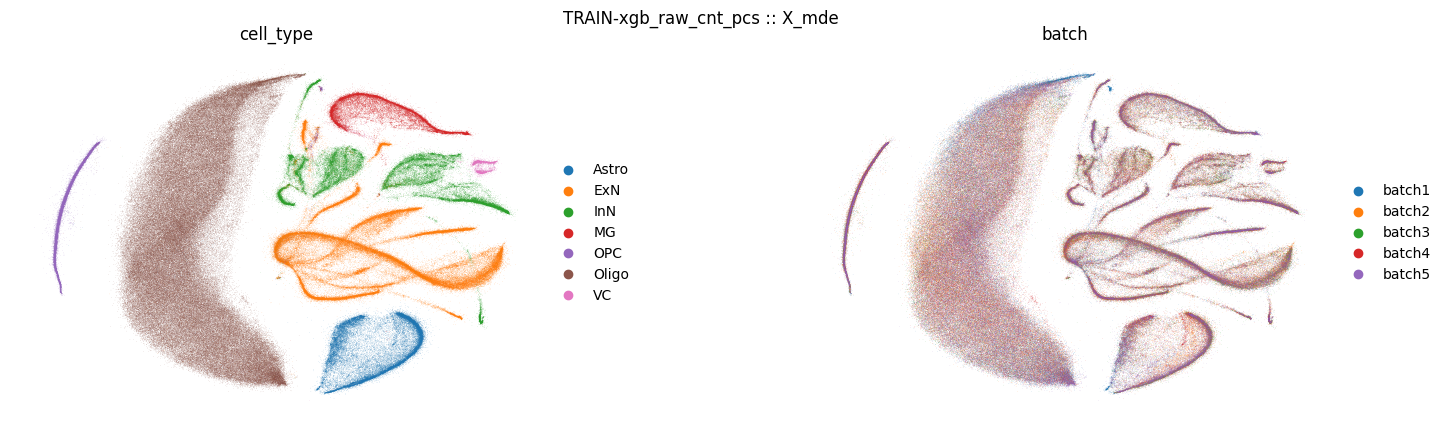 TRAIN-xgb_raw_cnt_pcs :: X_mde
cell_type
batch
Astro
ExN
InN
MG
OPC
Oligo
VC
batch1
batch2
batch3
batch4
batch5